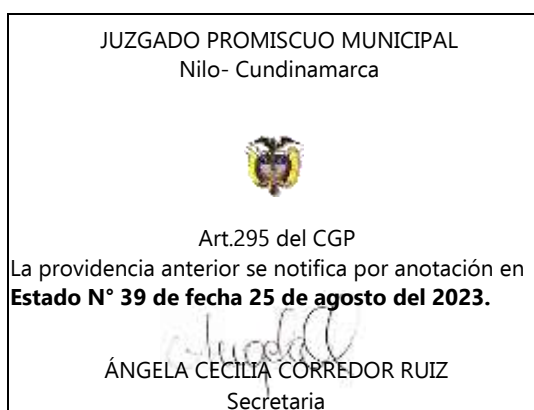 JUZGADO PROMISCUO MUNICIPAL
Nilo- Cundinamarca
Art.295 del CGP
La providencia anterior se notifica por anotación en
Estado N° 39 de fecha 25 de agosto del 2023.
ÁNGELA CECILIA CORREDOR RUIZ
Secretaria